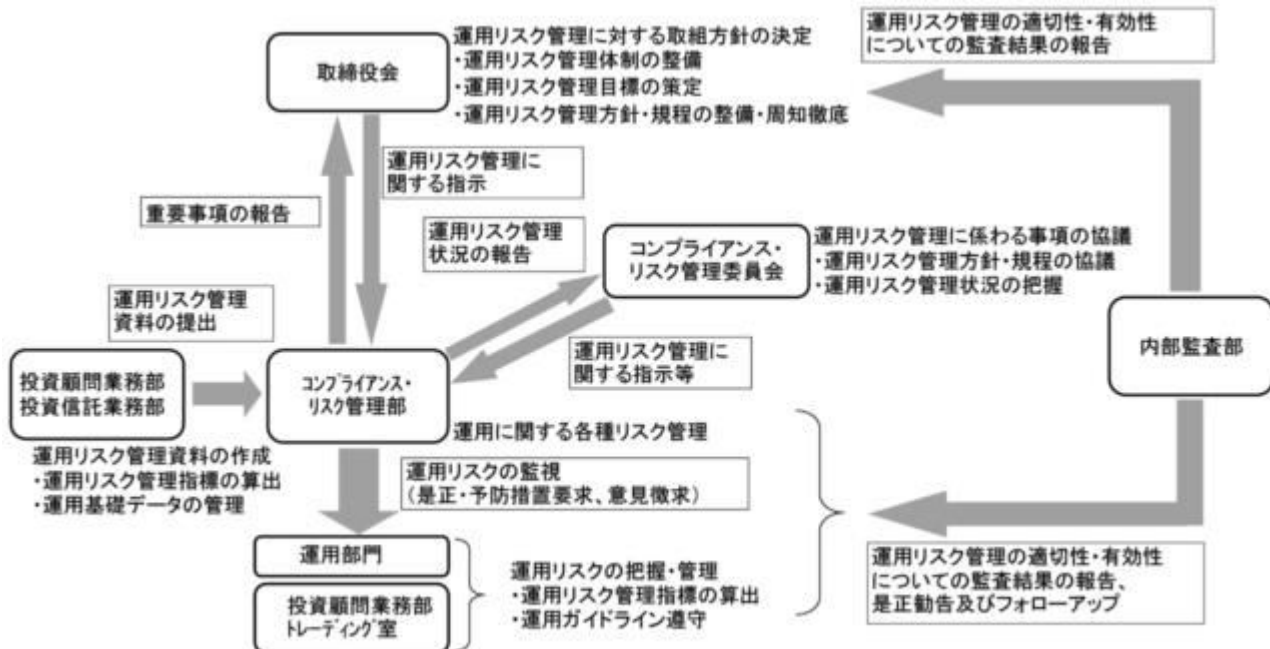 取締役会
運用リスク管理に対する取組方針の決定
・運用リスク管理体制の整備
・運用リスク管理目標の策定
・運用リスク管理方針・規程の整備・周知徹底
運用リスク管理の適切性・有効性
についての監査結果の報告
重要事項の報告
運用リスク管理に
関する指示
運用リスク管理
状況の報告
コンプライアンス・
リスク管理委員会
運用リスク管理に係わる事項の協議
・運用リスク管理方針・規程の協議
・運用リスク管理状況の把握
内部監査部
運用リスク管理
資料の提出
運用リスク管理に
関する指示等
投資顧問業務部
投資信託業務部
コンプライアンス・
リスク管理部
運用リスク管理資料の作成
・運用リスク管理指標の算出
・運用基礎データの管理
運用に関する各種リスク管理
運用リスクの監視
(是正・予防措置要求、意見徴求)
運用部門
投資顧問業務部
トレーディング室
運用リスクの把握・管理
・運用リスク管理指標の算出
・運用ガイドライン遵守
運用リスク管理の適切性・有効性
についての監査結果の報告、
是正勧告及びフォローアップ